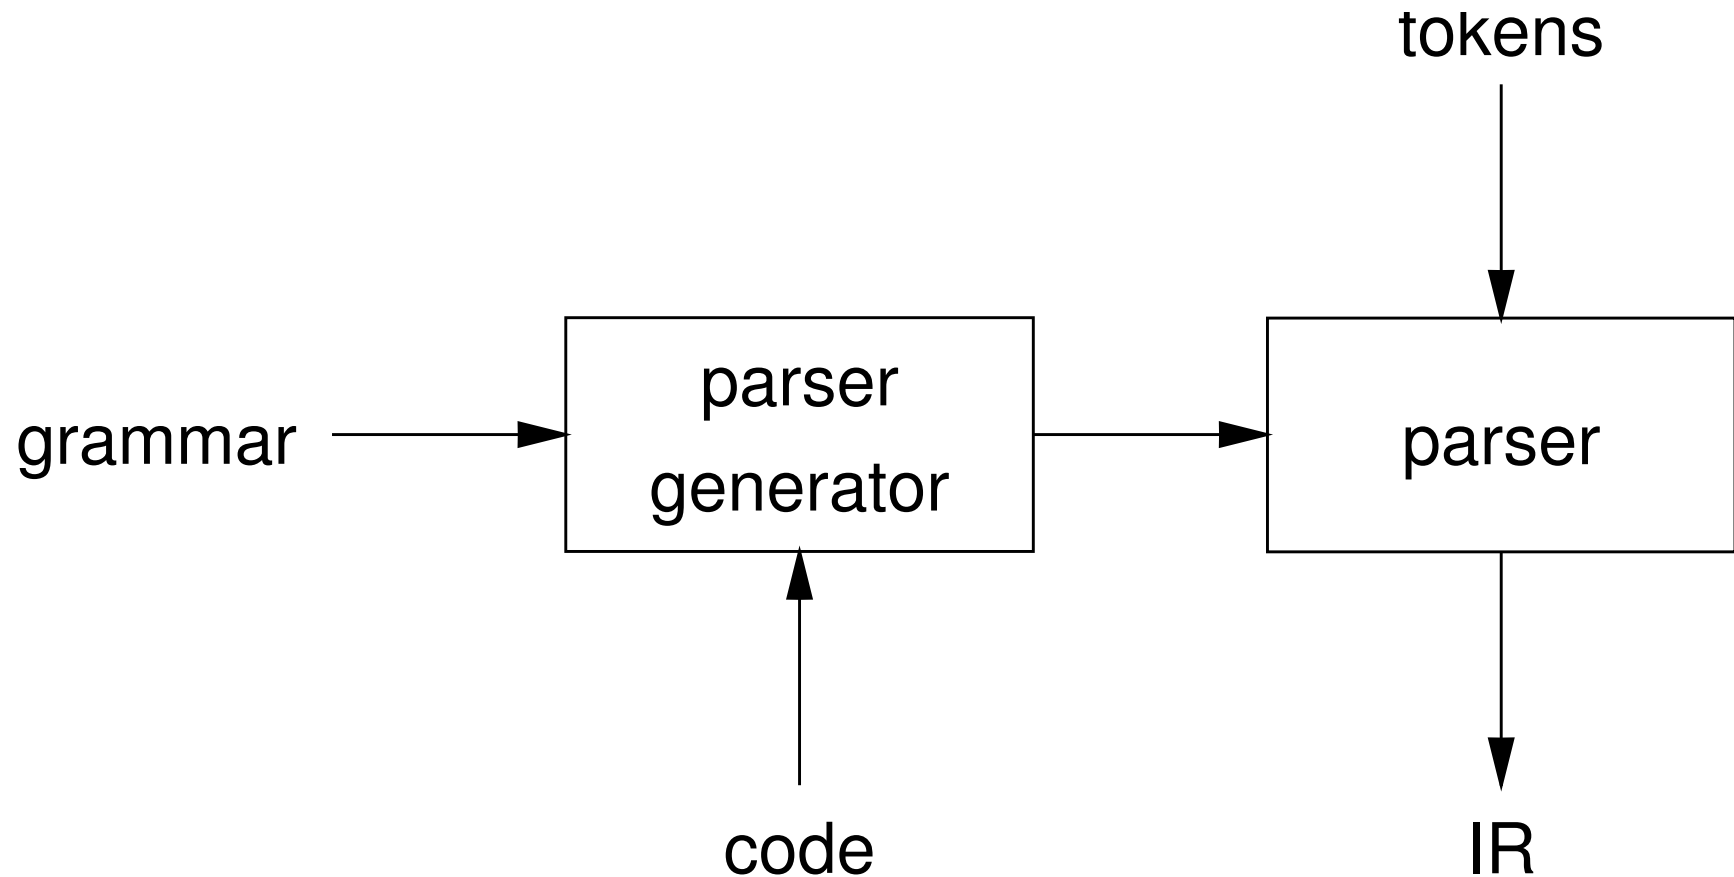 tokens
parser
generator
grammar
parser
code
IR